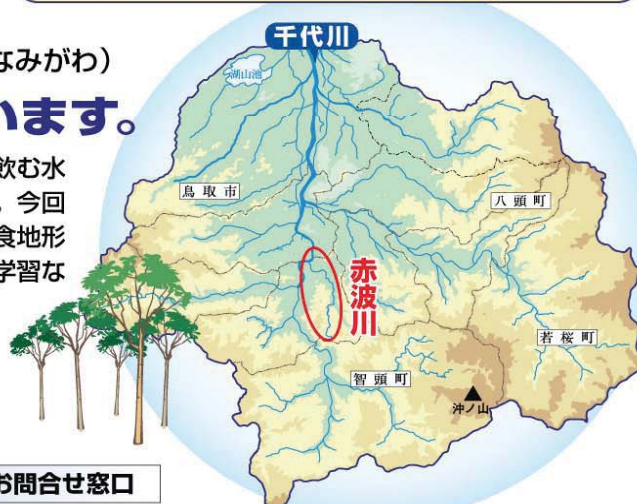 なみがわ）
います。
飲む水
。今回
食地形
学習な
千代川
湖山池
鳥取市
八頭町
赤波川
若桜町
智頭町
沖ノ山
お問合せ窓口